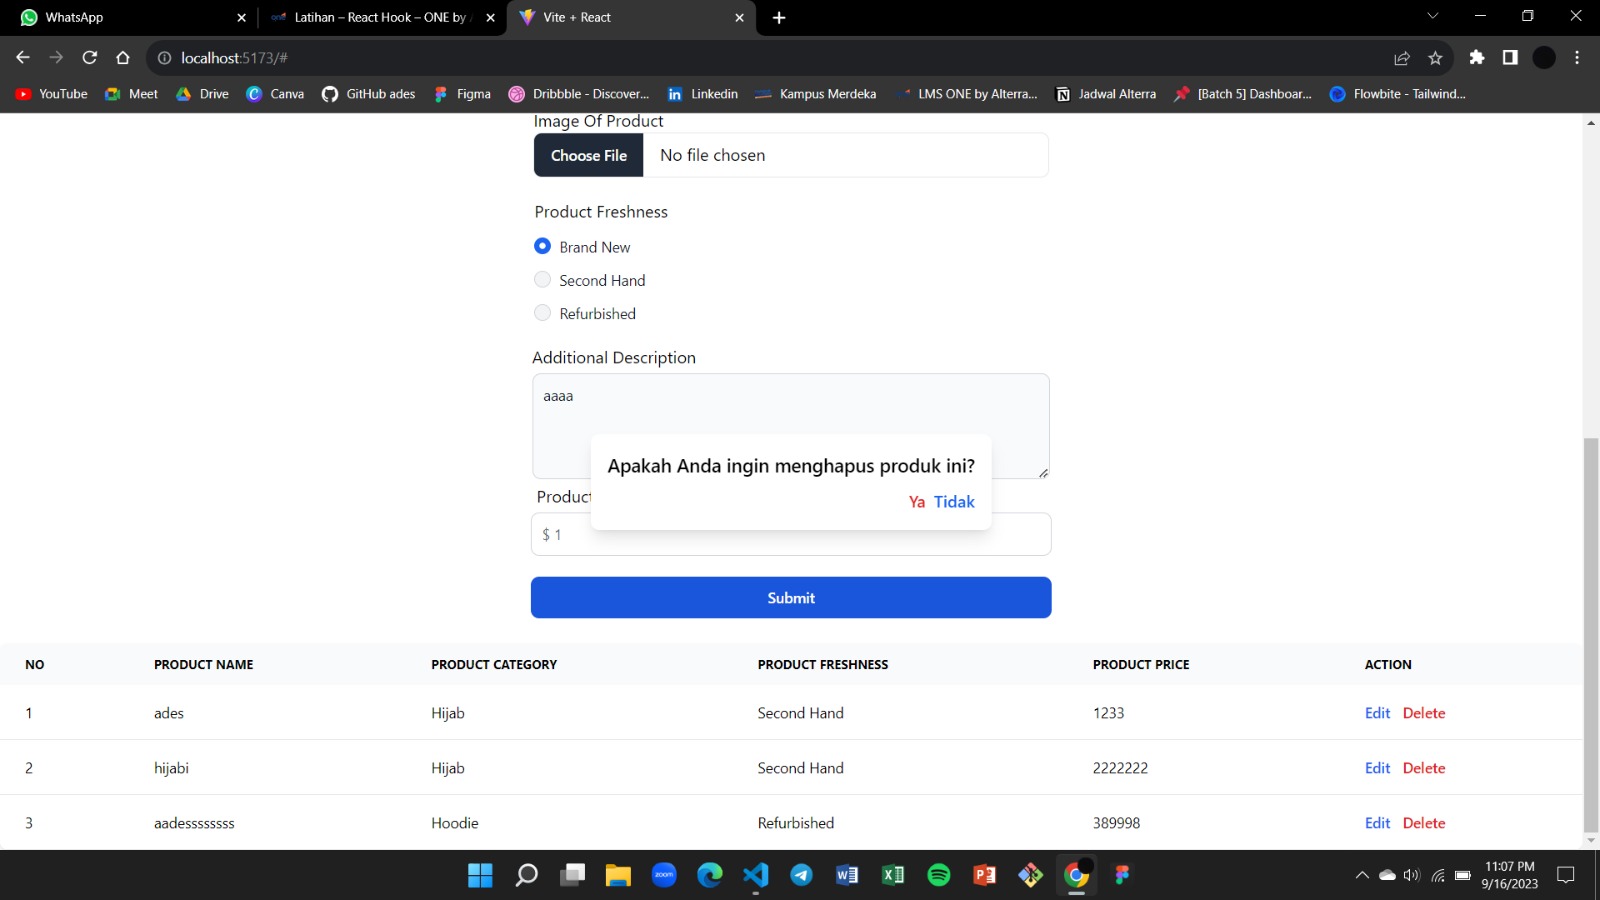 WhatsApp
Latihan – React Hook – ONE by
Vite + React
localhost:5173/#
YouTube Meet Drive Canva GitHub ades Figma Dribbble - Discover... Linkedin Kampus Merdeka LMS ONE by Alterra... Jadwal Alterra [Batch 5] Dashboar... Flowbite - Tailwind...
Image Of Product
Choose File No file chosen
Product Freshness
Brand New
Second Hand
Refurbished
Additional Description
aaaa
Apakah Anda ingin menghapus produk ini?
Ya Tidak
Product
$ 1
Submit
NO PRODUCT NAME PRODUCT CATEGORY PRODUCT FRESHNESS PRODUCT PRICE ACTION
1 ades Hijab Second Hand 1233 Edit Delete
2 hijabi Hijab Second Hand 2222222 Edit Delete
3 aadessssssss Hoodie Refurbished 389998 Edit Delete
zoom
11:07 PM
9/16/2023